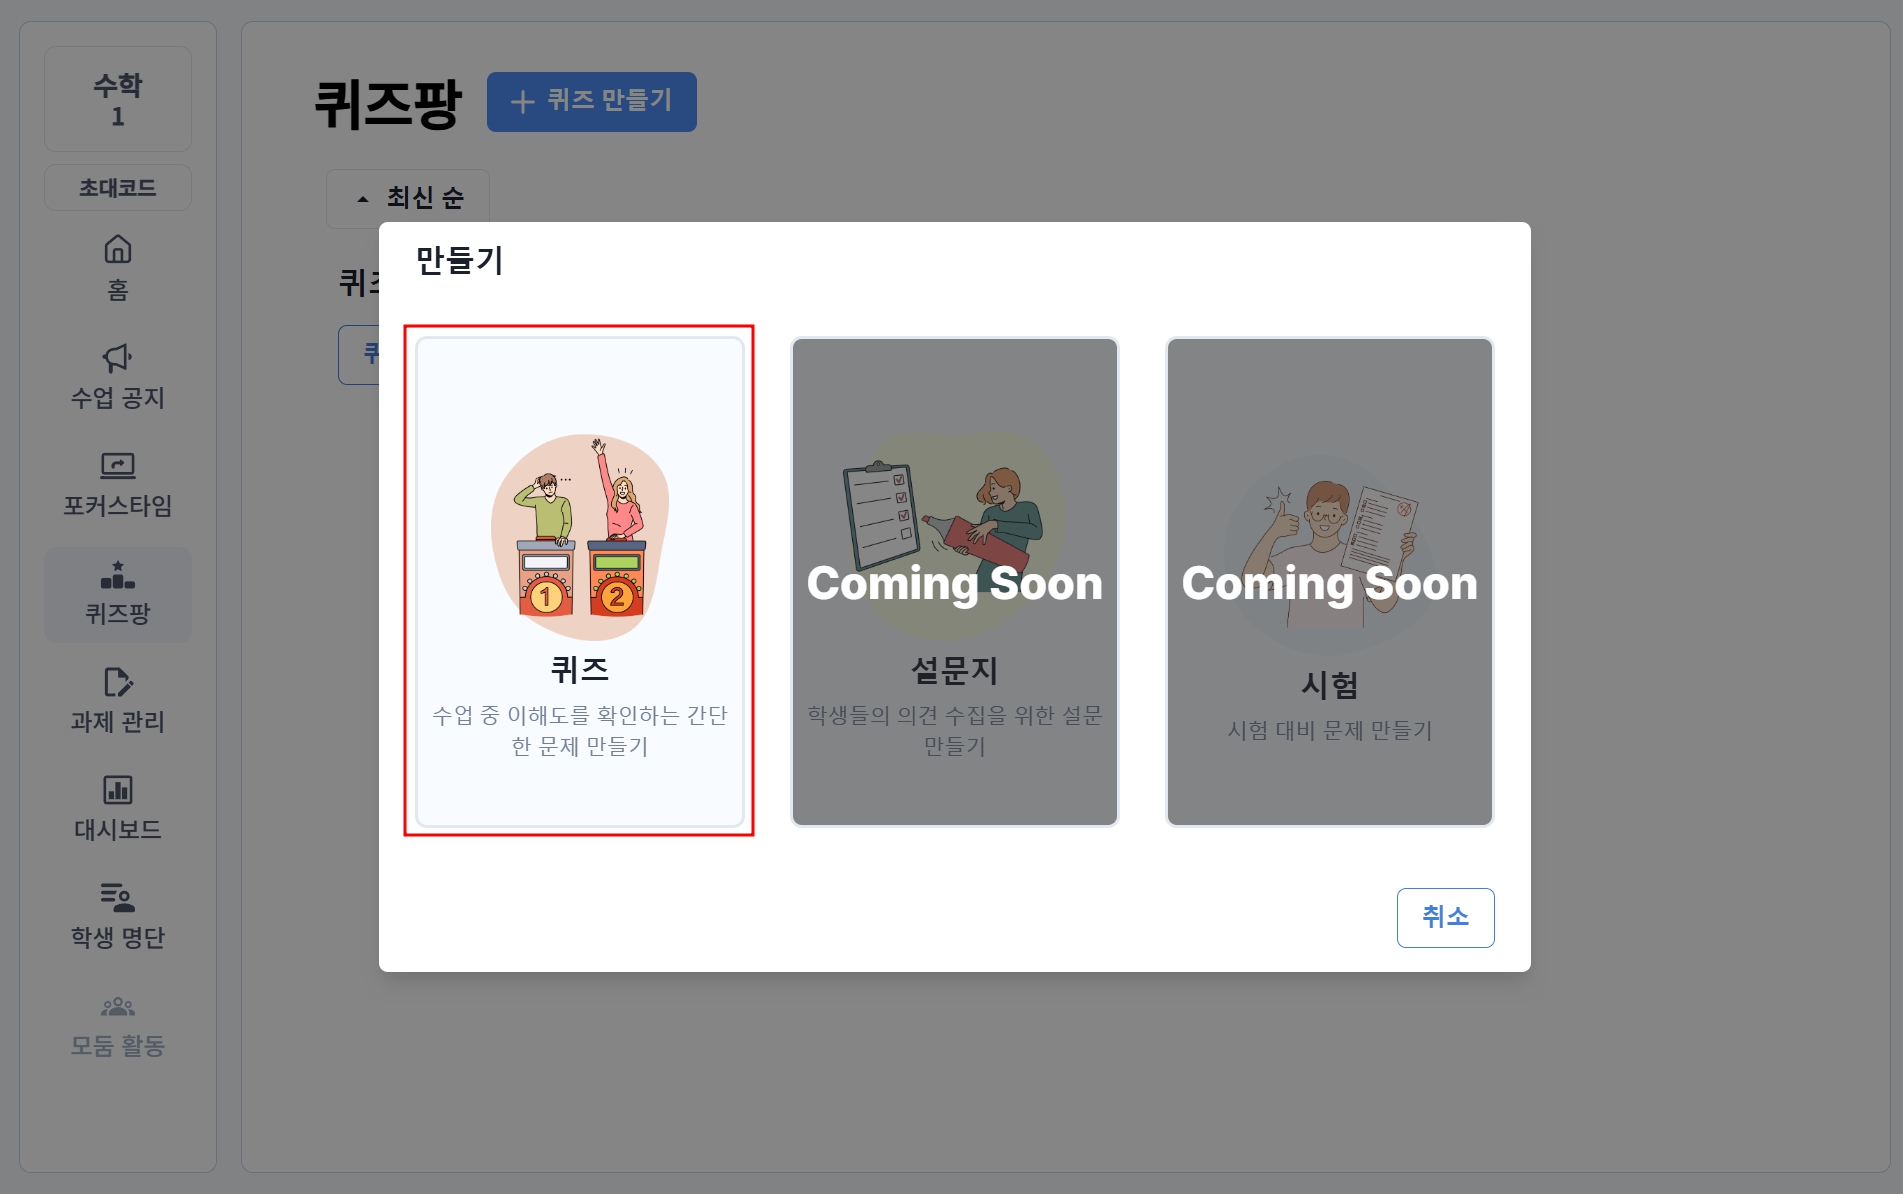 수학
1
초대코드
홈
수업 공지
포커스타임
퀴즈팡
과제 관리
대시보드
학생 명단
모둠 활동
퀴즈팡
+ 퀴즈 만들기
최신 순
만들기
1
2
퀴즈
수업 중 이해도를 확인하는 간단
한 문제 만들기
Coming Soon
설문지
학생들의 의견 수집을 위한 설문
만들기
Coming Soon
시험
시험 대비 문제 만들기
취소